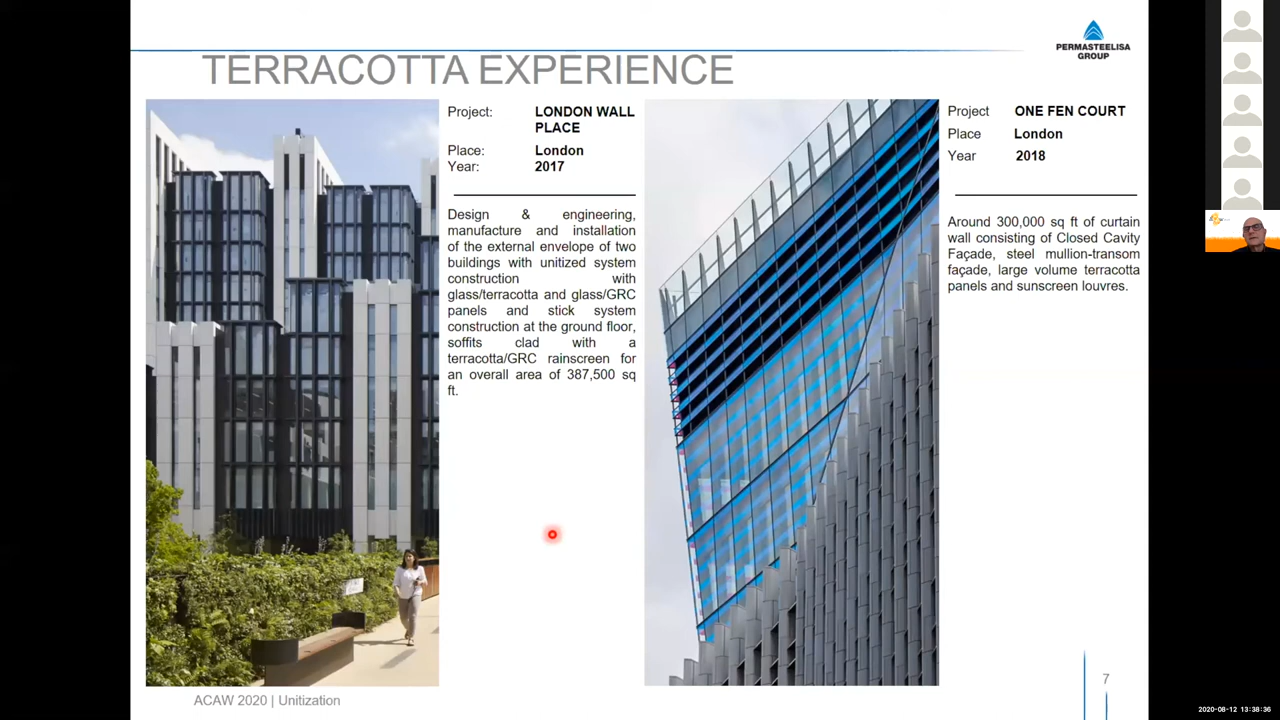 PERMASTEELISA
GROUP
TERRACOTTA EXPERIENCE
Project: LONDON WALL
PLACE
Place: London
Year: 2017
Design & engineering,
manufacture and installation
of the external envelope of two
buildings with unitized system
construction with
glass/terracotta and glass/GRC
panels and stick system
construction at the ground floor,
soffits clad with a
terracotta/GRC rainscreen for
an overall area of 387,500 sq
ft.
Project ONE FEN COURT
Place London
Year 2018
Around 300,000 sq ft of curtain
wall consisting of Closed Cavity
Façade, steel mullion-transom
façade, large volume terracotta
panels and sunscreen louvres.
ACAW 2020 | Unitization
7
2020-08-12 13:38:36